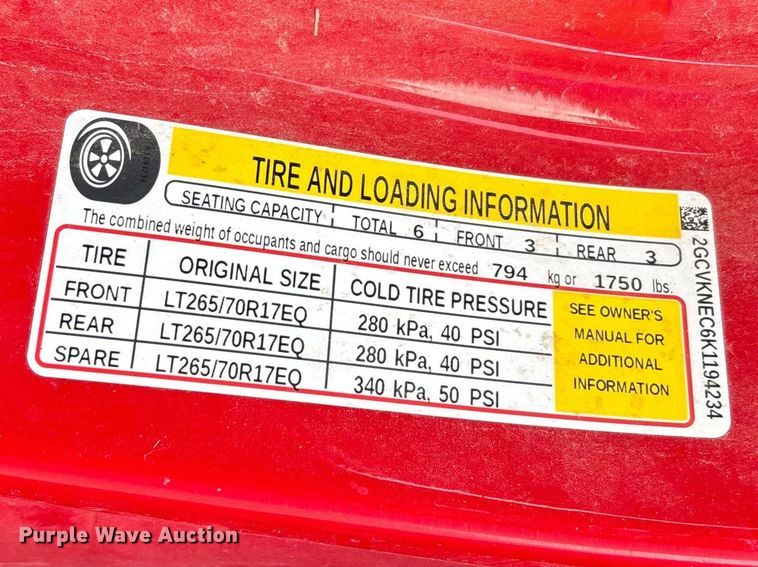 TIRE AND LOADING INFORMATION
SEATING CAPACITY TOTAL 6 FRONT 3 REAR 3
The combined weight of occupants and cargo should never exceed 794 kg or 1750 lbs.
TIRE ORIGINAL SIZE COLD TIRE PRESSURE
FRONT LT265/70R17EQ 280 kPa, 40 PSI
REAR LT265/70R17EQ 280 kPa, 40 PSI
SPARE LT265/70R17EQ 340 kPa, 50 PSI
SEE OWNER'S
MANUAL FOR
ADDITIONAL
INFORMATION
2GCVKNEC6K1194234
Purple Wave Auction